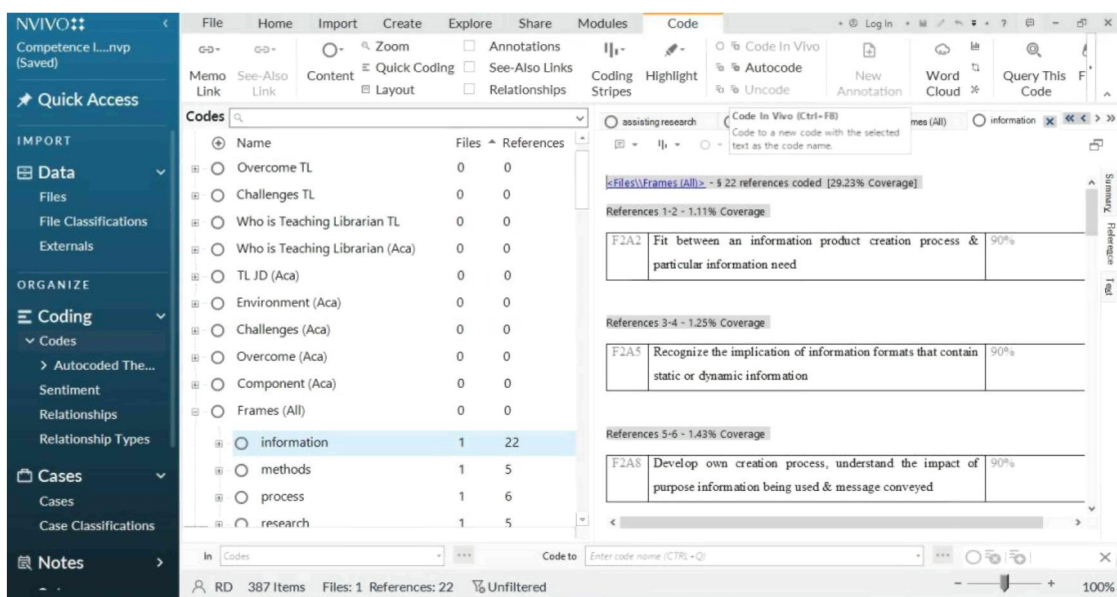 NVIVO
File Home Import Create Explore Share Modules Code Log In ?
Competence I....nvp
(Saved)
Quick Access
IMPORT
Data
Files
File Classifications
Externals
ORGANIZE
Coding
Codes
Autocoded The...
Sentiment
Relationships
Relationship Types
Cases
Cases
Case Classifications
Notes
Memo
Link
See-Also
Link
Content
Zoom
Quick Coding
Layout
Annotations
See-Also Links
Relationships
Coding
Stripes
Highlight
Code In Vivo
Autocode
Uncode
New
Annotation
Word
Cloud
Query This
Code
F
Code In Vivo (Ctrl+F8)
Code to a new code with the selected
text as the code name.
Codes
Name Files References
Overcome TL 0 0
Challenges TL 0 0
Who is Teaching Librarian TL 0 0
Who is Teaching Librarian (Aca) 0 0
TL JD (Aca) 0 0
Environment (Aca) 0 0
Challenges (Aca) 0 0
Overcome (Aca) 0 0
Component (Aca) 0 0
Frames (All) 0 0
information 1 22
methods 1 5
process 1 6
research 1 5
assisting research
mes (All)
information
<Files\\Frames (All)> - § 22 references coded [29.23% Coverage]
References 1-2 - 1.11% Coverage
F2A2 Fit between an information product creation process & 90%
particular information need
References 3-4 - 1.25% Coverage
F2A5 Recognize the implication of information formats that contain 90%
static or dynamic information
References 5-6 - 1.43% Coverage
F2A8 Develop own creation process, understand the impact of 90%
purpose information being used & message conveyed
Summary
Reference
Text
In Codes
Code to Enter code name (CTRL+Q)
RD 387 Items Files: 1 References: 22 Unfiltered 100%